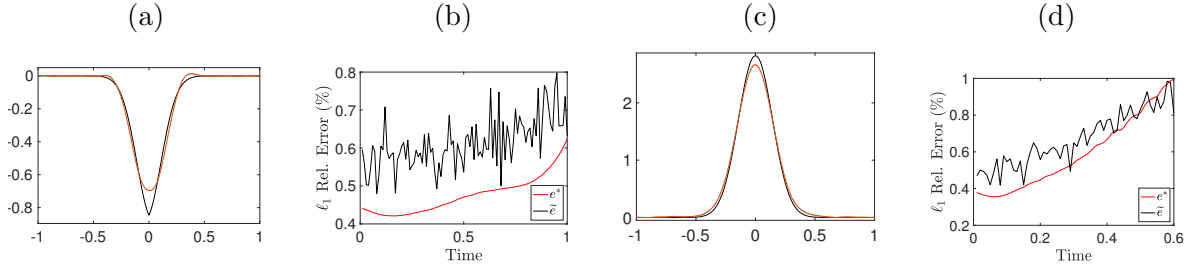 (a)
0
-0.2
-0.4
-0.6
-0.8
-1 -0.5 0 0.5 1
(b)
ℓ₁ Rel. Error (%)
0.8
0.7
0.6
0.5
0.4
0 0.5 1
Time
e*
ẽ
(c)
2
1
0
-1 -0.5 0 0.5 1
(d)
ℓ₁ Rel. Error (%)
1
0.8
0.6
0.4
0.2
0 0.2 0.4 0.6
Time
e*
ẽ